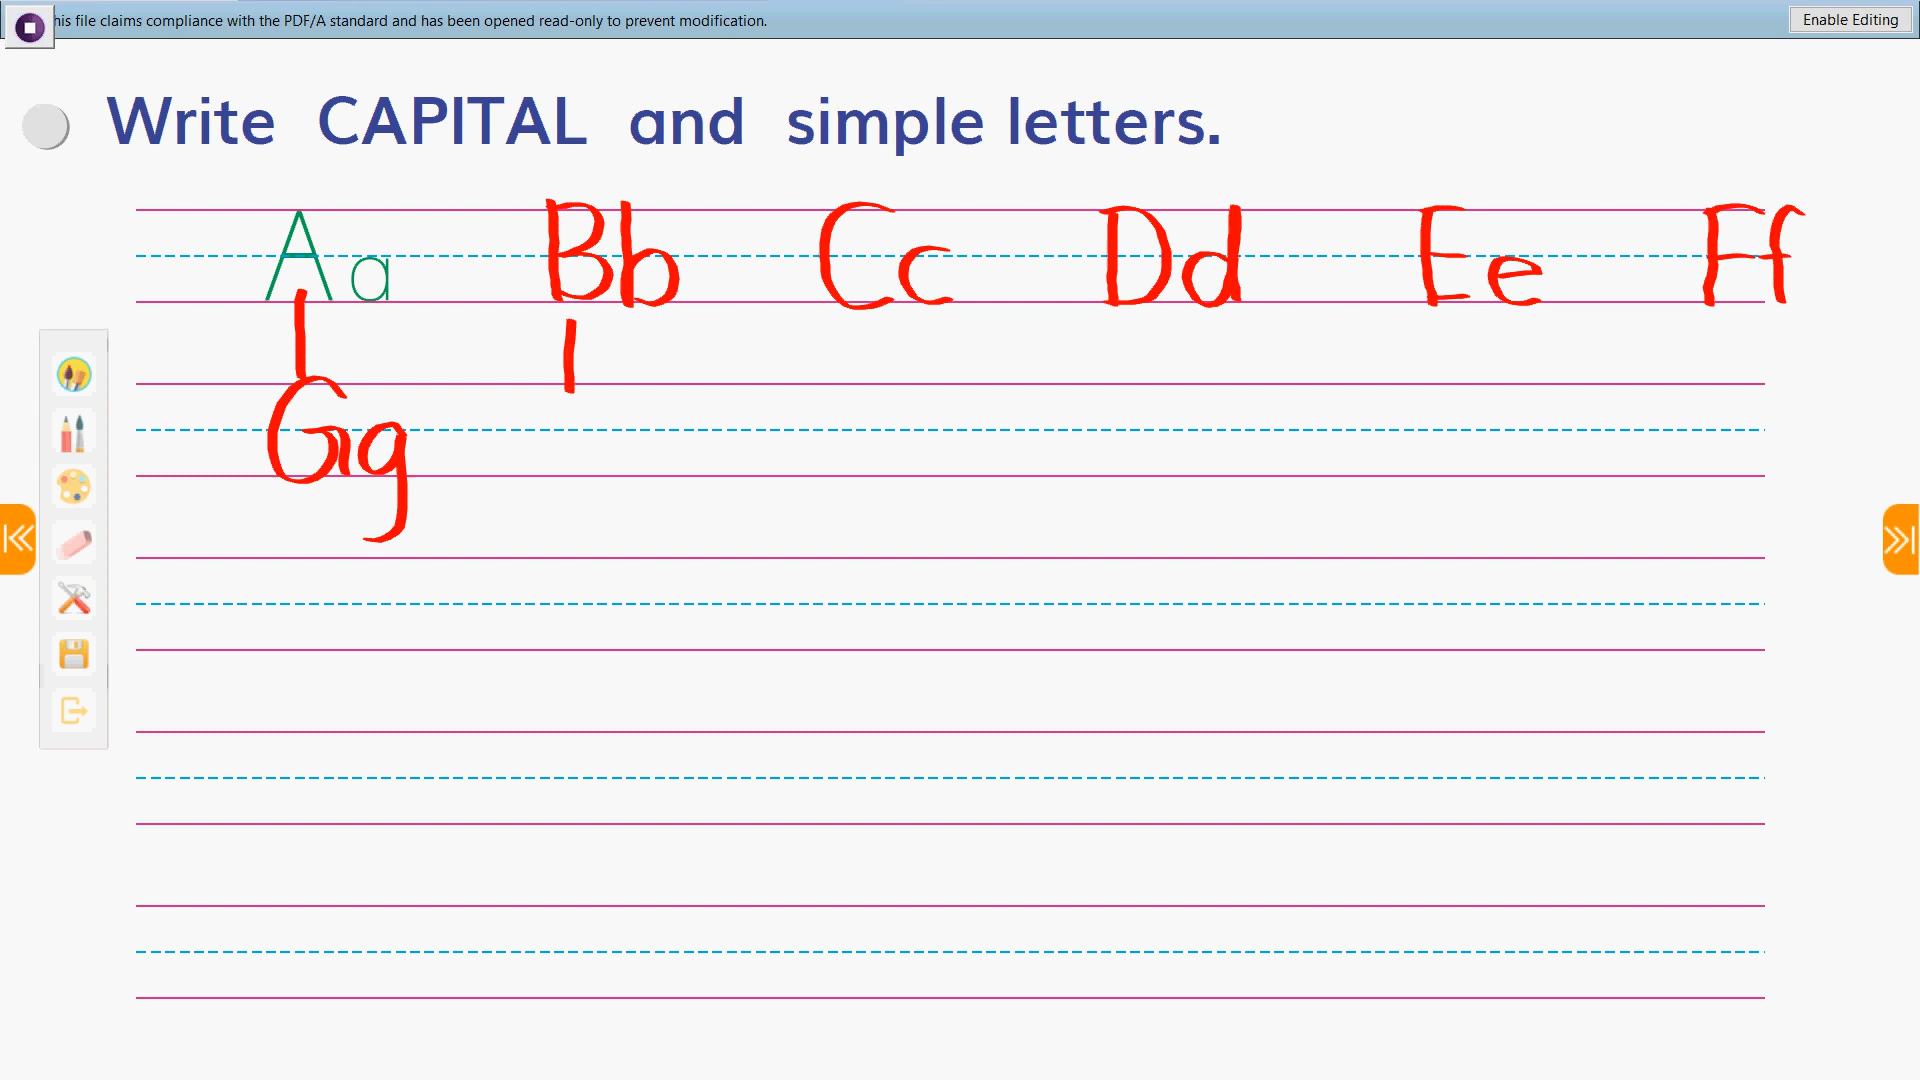 his file claims compliance with the PDF/A standard and has been opened read-only to prevent modification.
Enable Editing
Write CAPITAL and simple letters.
Aa Bb Cc Dd Ee Ff
Gg